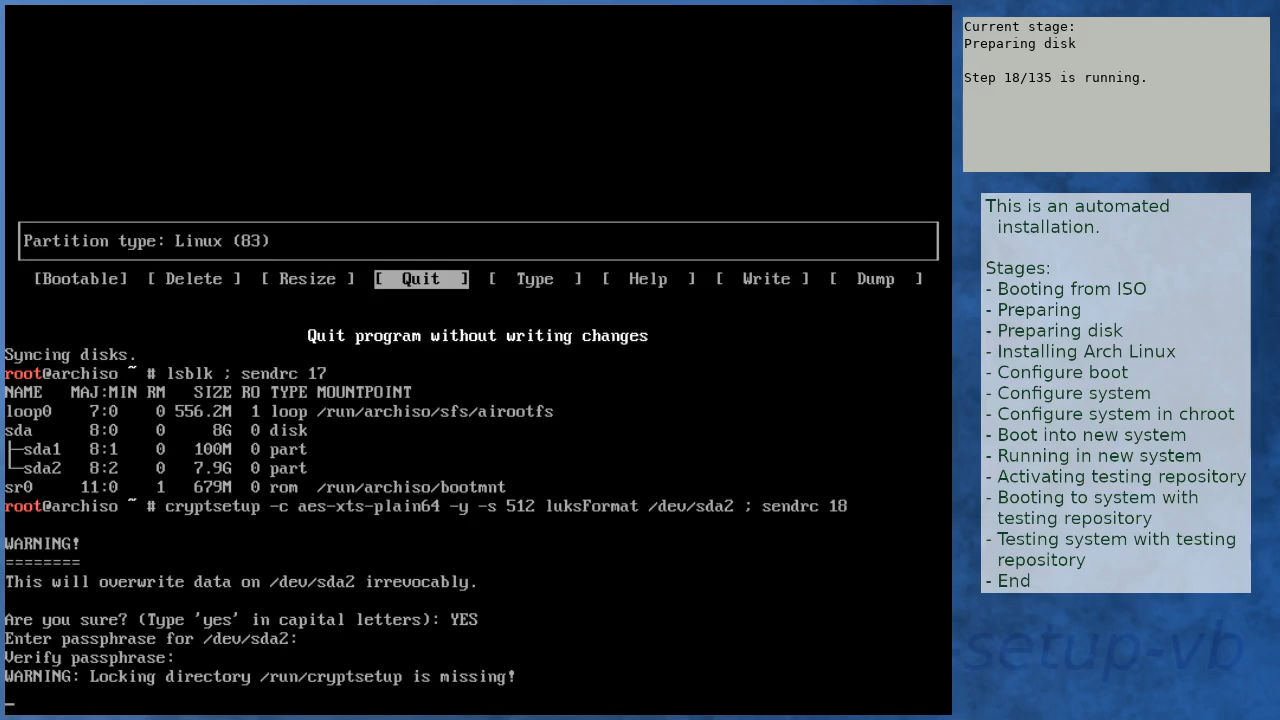 Partition type: Linux (83)
[Bootable] [ Delete ] [ Resize ] [ Quit ] [ Type ] [ Help ] [ Write ] [ Dump ]
Quit program without writing changes
Syncing disks.
root@archiso ~ # lsblk ; sendrc 17
NAME MAJ:MIN RM SIZE RO TYPE MOUNTPOINT
loop0 7:0 0 556.2M 1 loop /run/archiso/sfs/airootfs
sda 8:0 0 8G 0 disk
├─sda1 8:1 0 100M 0 part
└─sda2 8:2 0 7.9G 0 part
sr0 11:0 1 679M 0 rom /run/archiso/bootmnt
root@archiso ~ # cryptsetup -c aes-xts-plain64 -y -s 512 luksFormat /dev/sda2 ; sendrc 18
WARNING!
========
This will overwrite data on /dev/sda2 irrevocably.
Are you sure? (Type 'yes' in capital letters): YES
Enter passphrase for /dev/sda2:
Verify passphrase:
WARNING: Locking directory /run/cryptsetup is missing!
_
Current stage:
Preparing disk
Step 18/135 is running.
This is an automated
installation.
Stages:
- Booting from ISO
- Preparing
- Preparing disk
- Installing Arch Linux
- Configure boot
- Configure system
- Configure system in chroot
- Boot into new system
- Running in new system
- Activating testing repository
- Booting to system with
testing repository
- Testing system with testing
repository
- End
-setup-vb